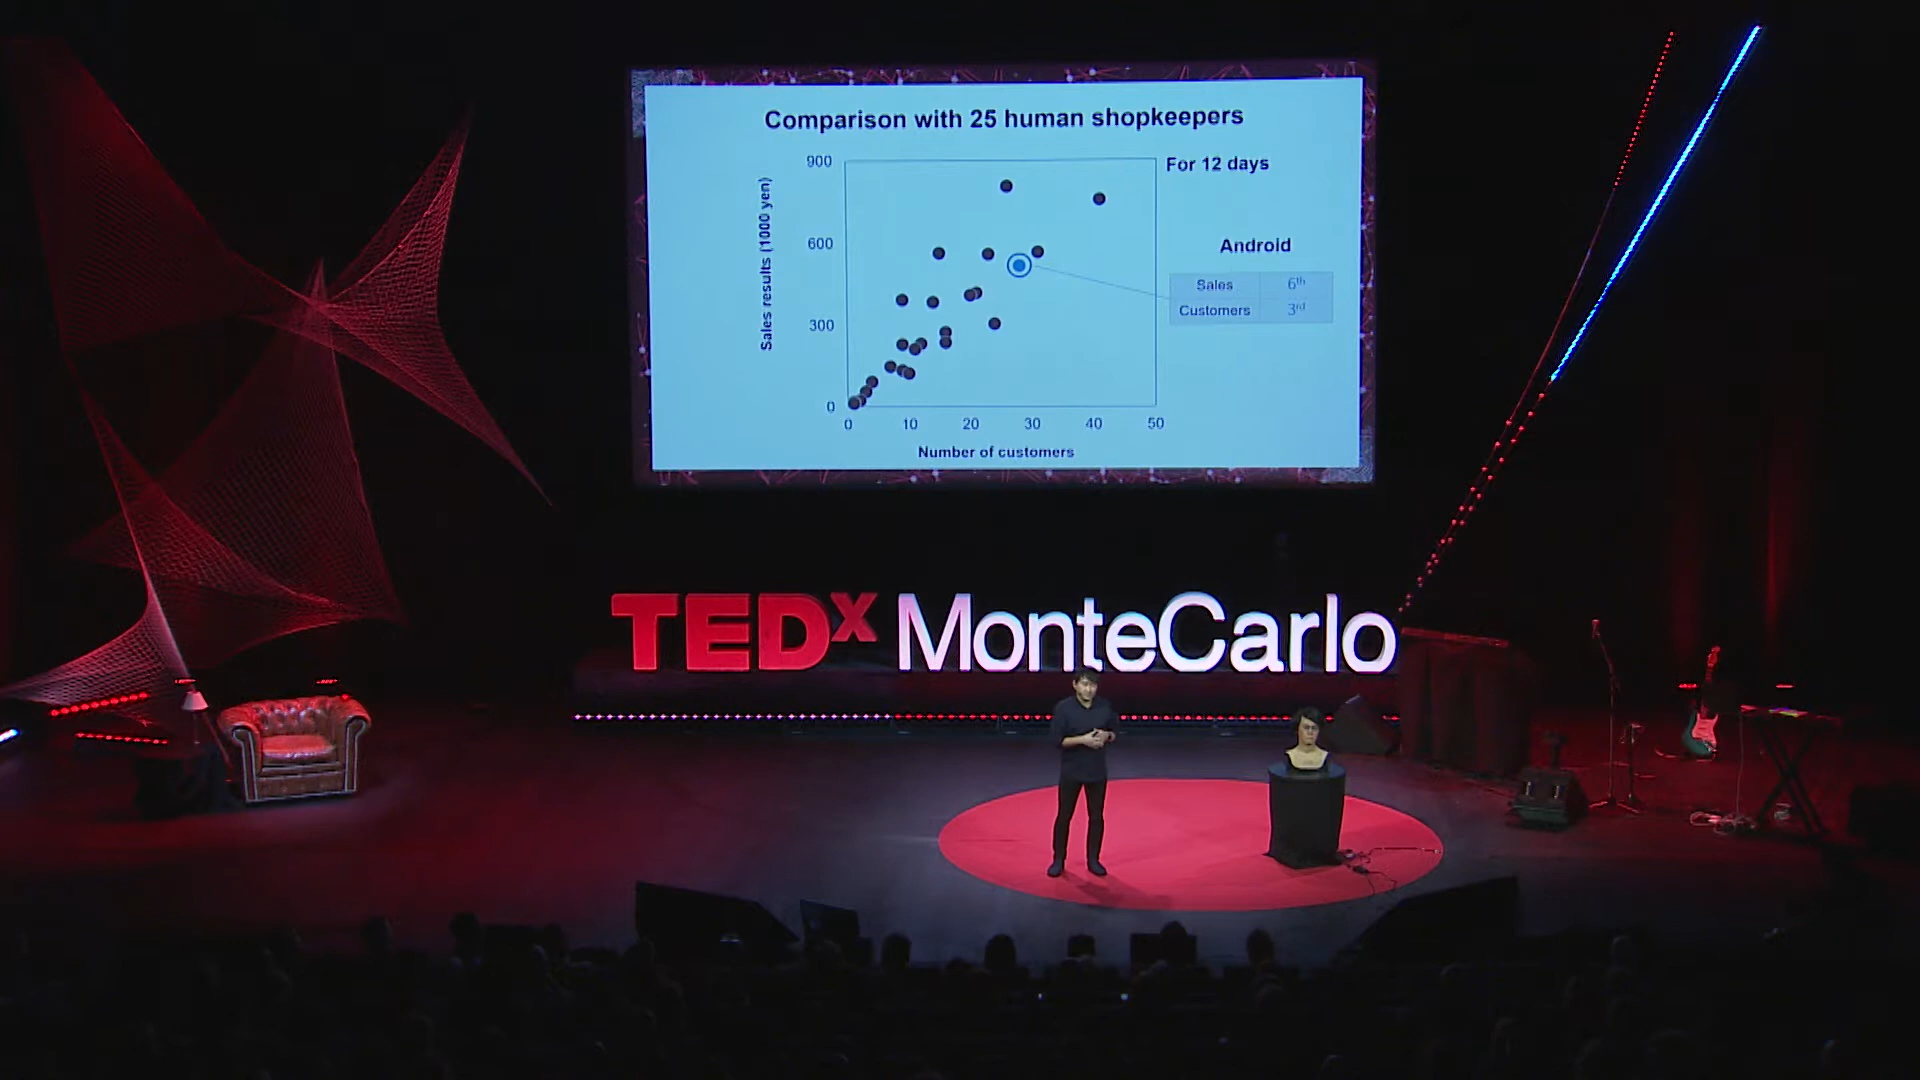 Comparison with 25 human shopkeepers
For 12 days
900
600
300
0
Sales results (1000 yen)
0 10 20 30 40 50
Number of customers
Android
Sales 6th
Customers 3rd
TEDx MonteCarlo